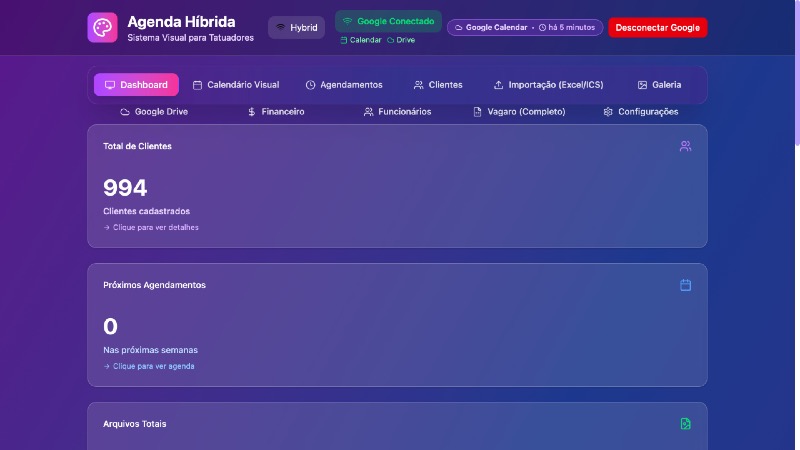 Agenda Híbrida
Sistema Visual para Tatuadores
Hybrid
Google Conectado
Calendar Drive
Google Calendar • há 5 minutos
Desconectar Google
Dashboard
Calendário Visual
Agendamentos
Clientes
Importação (Excel/ICS)
Galeria
Google Drive
Financeiro
Funcionários
Vagaro (Completo)
Configurações
Total de Clientes
994
Clientes cadastrados
→ Clique para ver detalhes
Próximos Agendamentos
0
Nas próximas semanas
→ Clique para ver agenda
Arquivos Totais